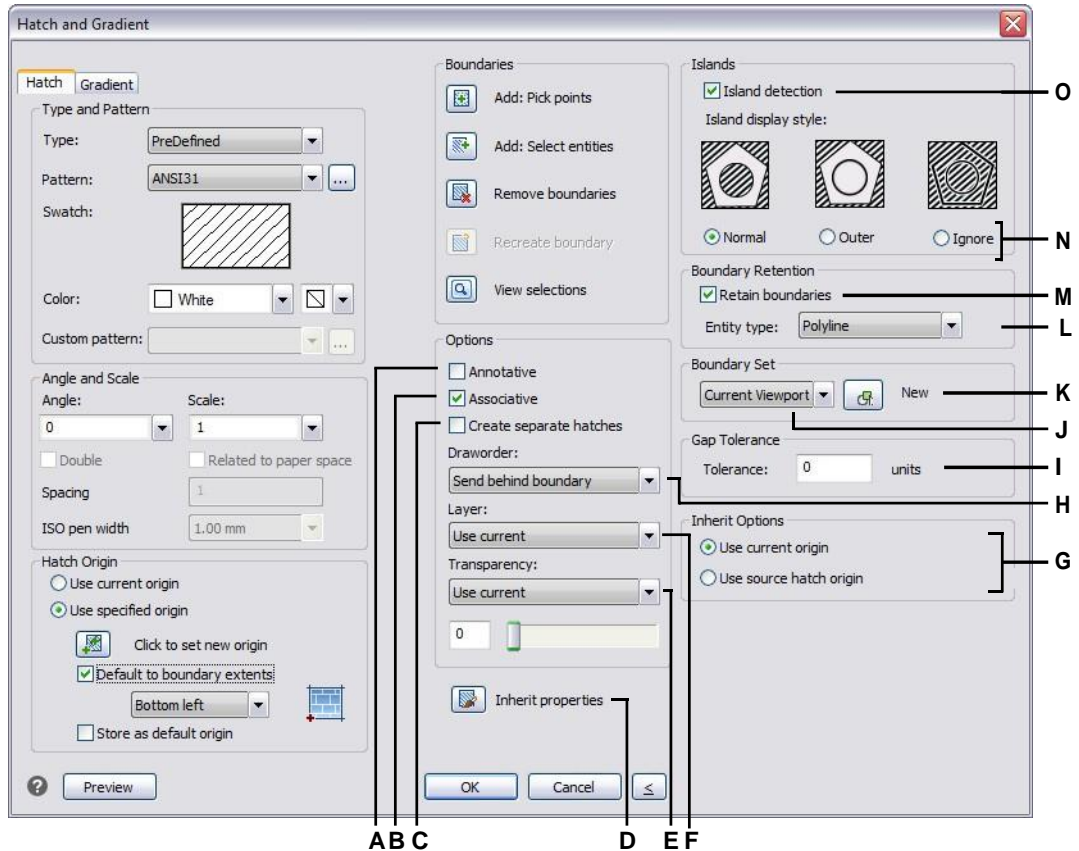 Hatch and Gradient
Hatch
Gradient
Type and Pattern
Type:
PreDefined
Pattern:
ANSI31
...
Swatch:
Color:
White
Custom pattern:
...
Angle and Scale
Angle:
Scale:
0
1
Double
Related to paper space
Spacing
1
ISO pen width
1.00 mm
Hatch Origin
Use current origin
Use specified origin
Click to set new origin
Default to boundary extents
Bottom left
Store as default origin
?
Preview
Boundaries
Add: Pick points
Add: Select entities
Remove boundaries
Recreate boundary
View selections
Options
Annotative
Associative
Create separate hatches
Draworder:
Send behind boundary
Layer:
Use current
Transparency:
Use current
0
Inherit properties
OK
Cancel
<
Islands
Island detection
Island display style:
Normal
Outer
Ignore
Boundary Retention
Retain boundaries
Entity type:
Polyline
Boundary Set
Current Viewport
New
Gap Tolerance
Tolerance:
0
units
Inherit Options
Use current origin
Use source hatch origin
O
N
M
L
K
J
I
H
G
A
B
C
D
E
F